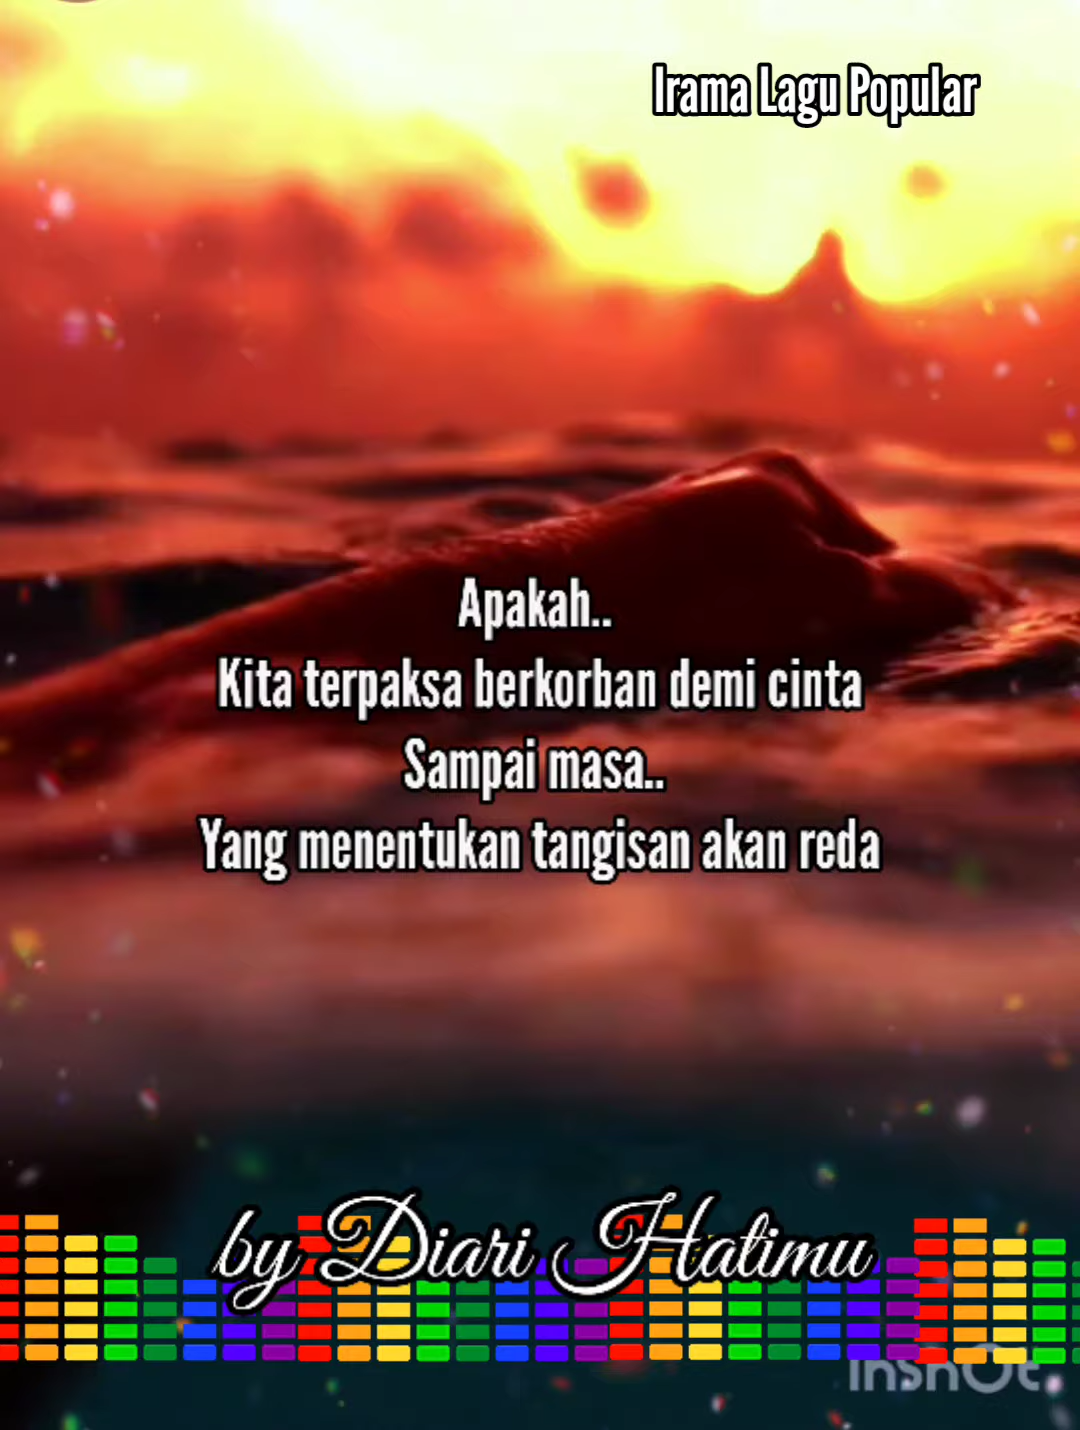 Irama Lagu Popular
Apakah..
Kita terpaksa berkorban demi cinta
Sampai masa..
Yang menentukan tangisan akan reda
by Diari Hatimu
InShOt